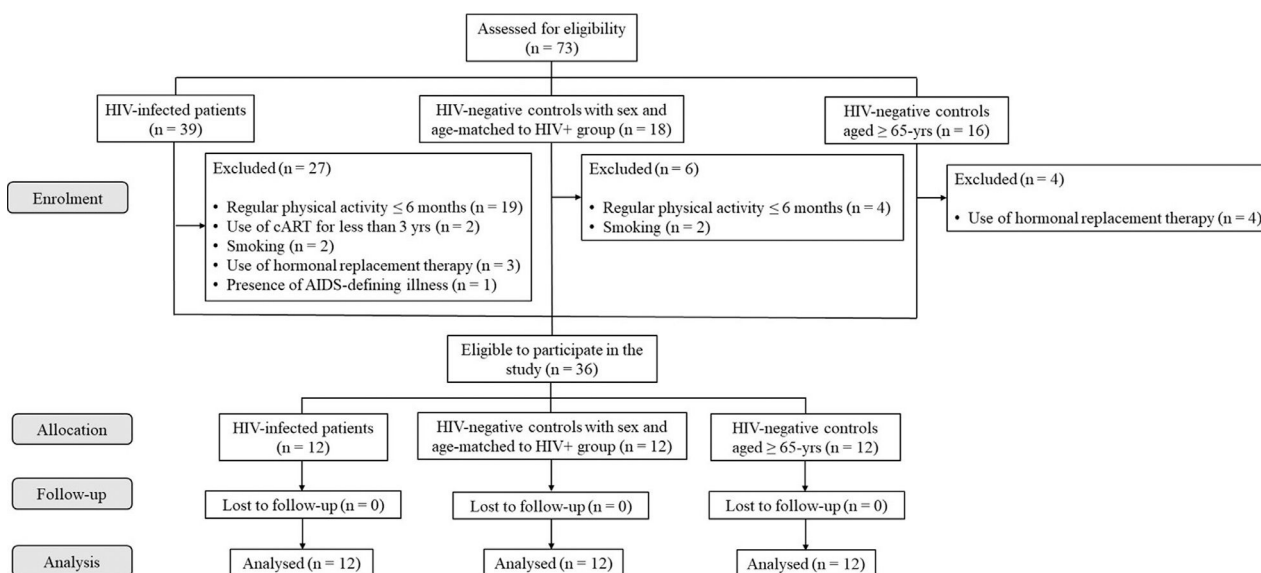 Assessed for eligibility
(n = 73)
HIV-infected patients
(n = 39)
HIV-negative controls with sex and
age-matched to HIV+ group (n = 18)
HIV-negative controls
aged ≥ 65-yrs (n = 16)
Enrolment
Excluded (n = 27)
• Regular physical activity ≤ 6 months (n = 19)
• Use of cART for less than 3 yrs (n = 2)
• Smoking (n = 2)
• Use of hormonal replacement therapy (n = 3)
• Presence of AIDS-defining illness (n = 1)
Excluded (n = 6)
• Regular physical activity ≤ 6 months (n = 4)
• Smoking (n = 2)
Excluded (n = 4)
• Use of hormonal replacement therapy (n = 4)
Eligible to participate in the
study (n = 36)
Allocation
HIV-infected patients
(n = 12)
HIV-negative controls with sex and
age-matched to HIV+ group (n = 12)
HIV-negative controls
aged ≥ 65-yrs (n = 12)
Follow-up
Lost to follow-up (n = 0)
Lost to follow-up (n = 0)
Lost to follow-up (n = 0)
Analysis
Analysed (n = 12)
Analysed (n = 12)
Analysed (n = 12)